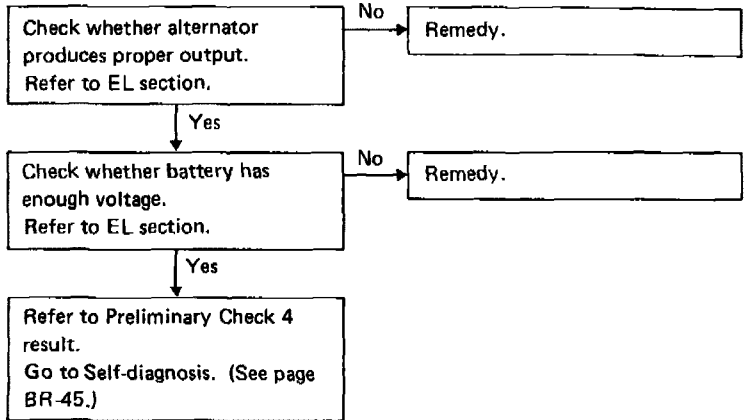 Check whether alternator
produces proper output.
Refer to EL section.
No
Remedy.
Yes
Check whether battery has
enough voltage.
Refer to EL section.
No
Remedy.
Yes
Refer to Preliminary Check 4
result.
Go to Self-diagnosis. (See page
BR-45.)